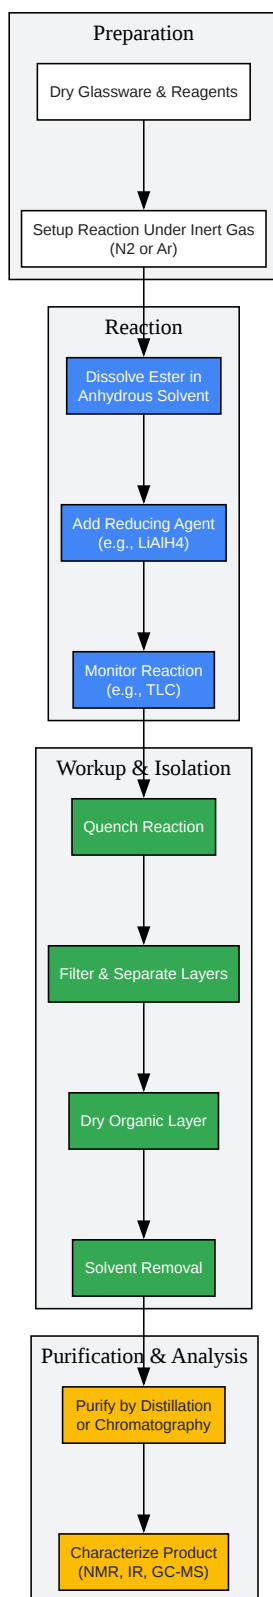 Preparation
Dry Glassware & Reagents
Setup Reaction Under Inert Gas
(N2 or Ar)
Reaction
Dissolve Ester in
Anhydrous Solvent
Add Reducing Agent
(e.g., LiAlH4)
Monitor Reaction
(e.g., TLC)
Workup & Isolation
Quench Reaction
Filter & Separate Layers
Dry Organic Layer
Solvent Removal
Purification & Analysis
Purify by Distillation
or Chromatography
Characterize Product
(NMR, IR, GC-MS)